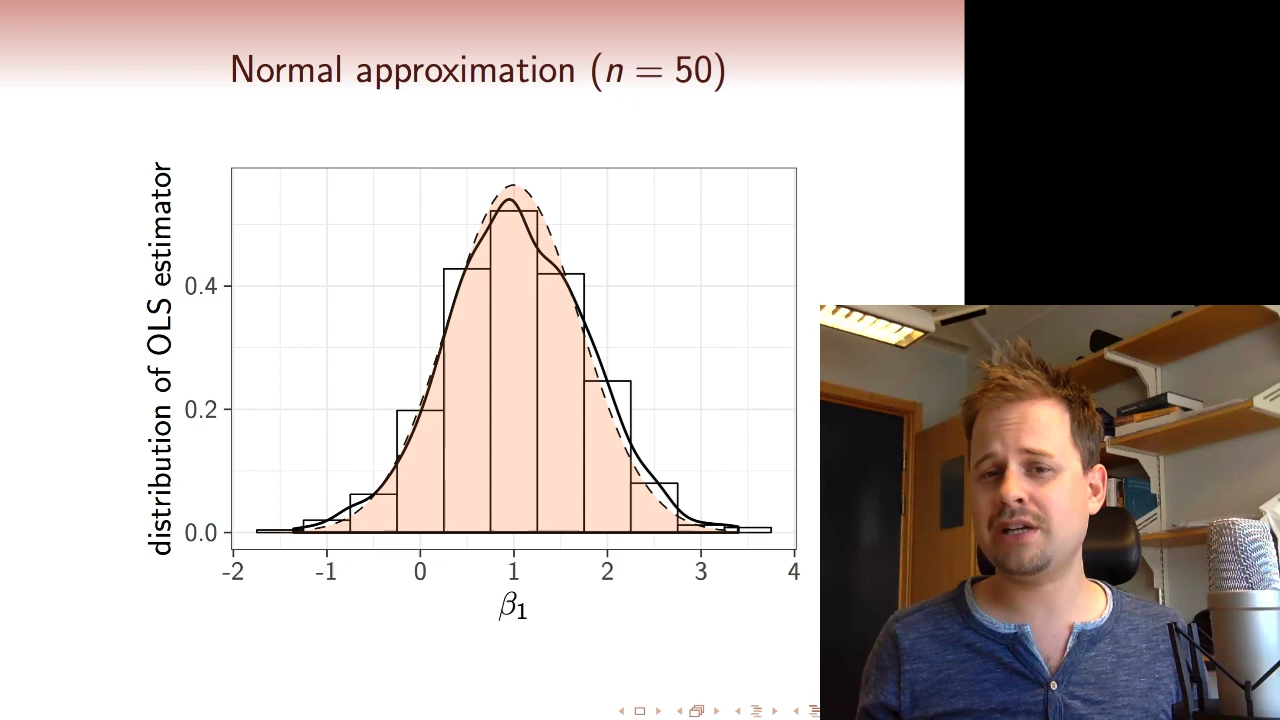 Normal approximation (n = 50)
distribution of OLS estimator
0.4
0.2
0.0
-2 -1 0 1 2 3 4
β₁